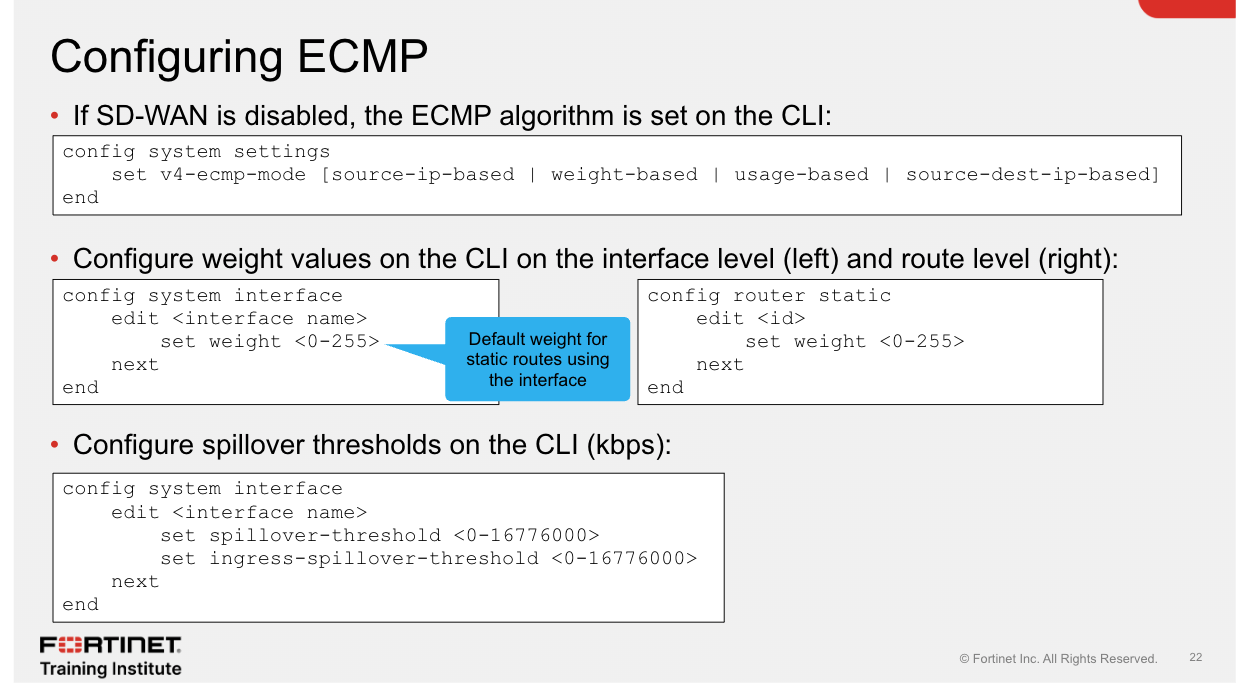 Configuring ECMP
• If SD-WAN is disabled, the ECMP algorithm is set on the CLI:
config system settings
    set v4-ecmp-mode [source-ip-based | weight-based | usage-based | source-dest-ip-based]
end
• Configure weight values on the CLI on the interface level (left) and route level (right):
config system interface
    edit <interface name>
        set weight <0-255>
    next
end
Default weight for
static routes using
the interface
config router static
    edit <id>
        set weight <0-255>
    next
end
• Configure spillover thresholds on the CLI (kbps):
config system interface
    edit <interface name>
        set spillover-threshold <0-16776000>
        set ingress-spillover-threshold <0-16776000>
    next
end
FORTINET
Training Institute
© Fortinet Inc. All Rights Reserved.
22